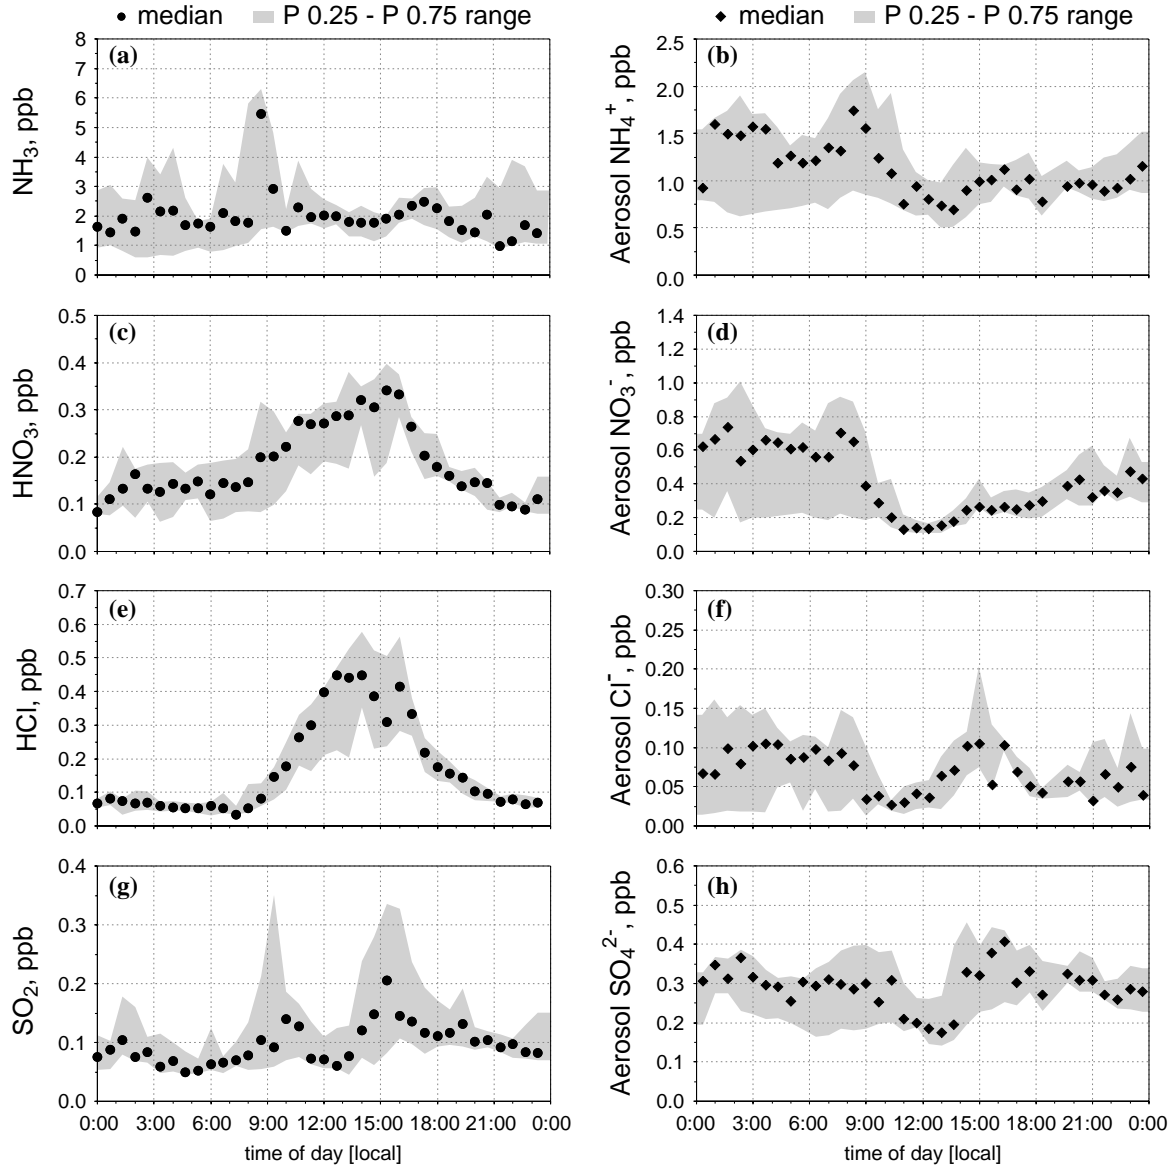 median P 0.25 - P 0.75 range
median P 0.25 - P 0.75 range
(a)
NH₃, ppb
8
7
6
5
4
3
2
1
0
(b)
Aerosol NH₄⁺, ppb
2.5
2.0
1.5
1.0
0.5
0.0
(c)
HNO₃, ppb
0.5
0.4
0.3
0.2
0.1
0.0
(d)
Aerosol NO₃⁻, ppb
1.4
1.2
1.0
0.8
0.6
0.4
0.2
0.0
(e)
HCl, ppb
0.7
0.6
0.5
0.4
0.3
0.2
0.1
0.0
(f)
Aerosol Cl⁻, ppb
0.30
0.25
0.20
0.15
0.10
0.05
0.00
(g)
SO₂, ppb
0.4
0.3
0.2
0.1
0.0
0:00 3:00 6:00 9:00 12:00 15:00 18:00 21:00 0:00
time of day [local]
(h)
Aerosol SO₄²⁻, ppb
0.6
0.5
0.4
0.3
0.2
0.1
0.0
0:00 3:00 6:00 9:00 12:00 15:00 18:00 21:00 0:00
time of day [local]